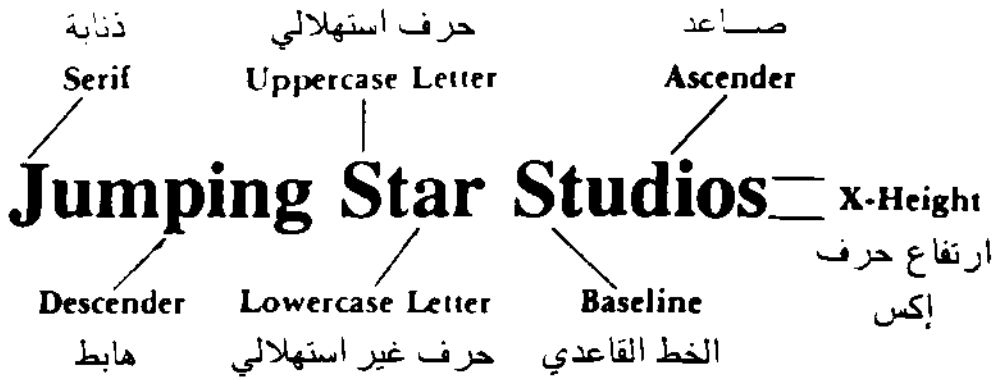 ذنابة حرف استهلالي صـــاعد
Serif Uppercase Letter Ascender
Jumping Star Studios
X-Height
ارتفاع حرف
إكس
Descender Lowercase Letter Baseline
هابط حرف غير استهلالي الخط القاعدي